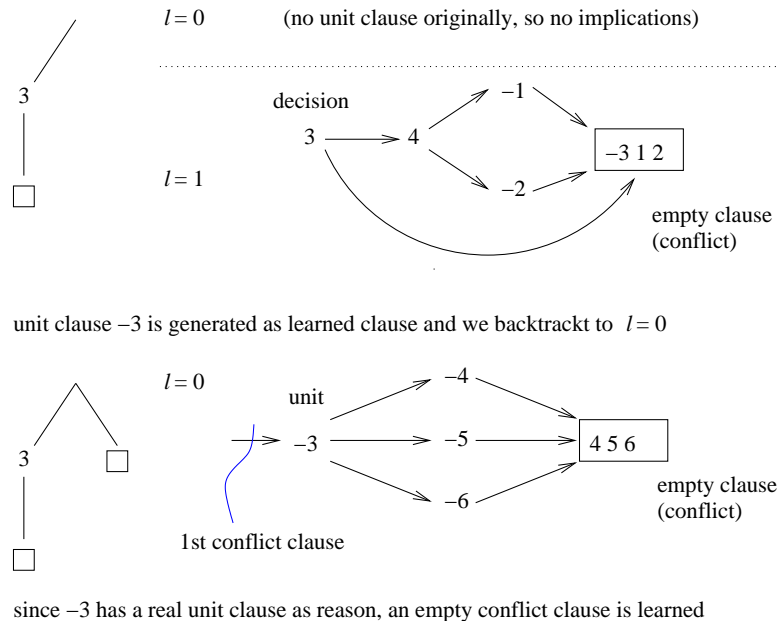 l = 0 (no unit clause originally, so no implications)
3
decision
−1
3 4
−3 1 2
l = 1
−2
empty clause
(conflict)
unit clause −3 is generated as learned clause and we backtrackt to l = 0
l = 0
unit
−4
3
−3
−5
4 5 6
−6
empty clause
(conflict)
1st conflict clause
since −3 has a real unit clause as reason, an empty conflict clause is learned